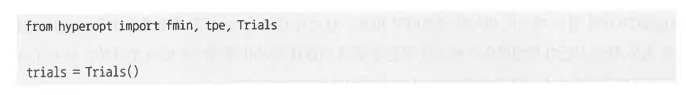 from hyperopt import fmin, tpe, Trials
trials = Trials()